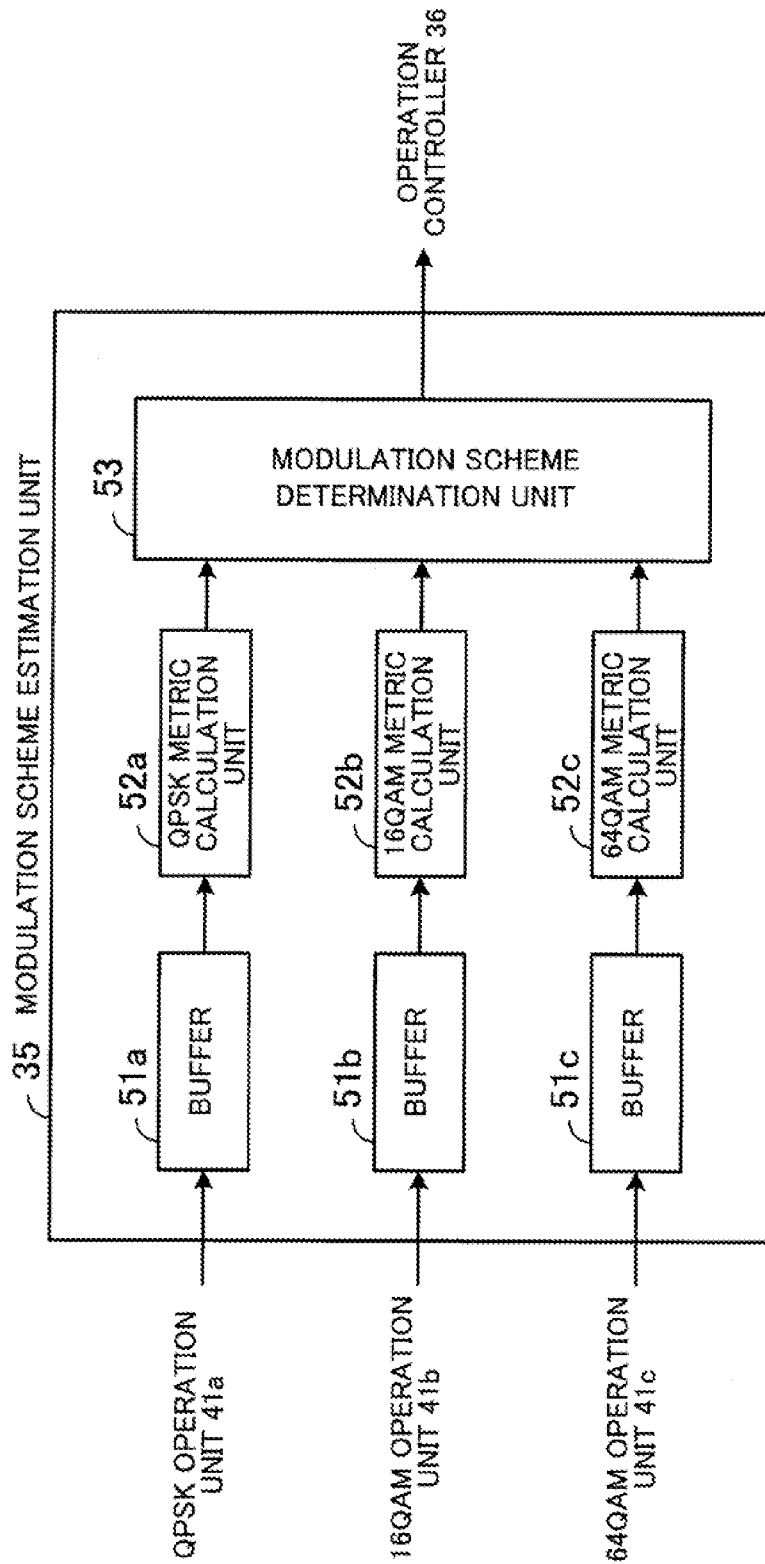 35 MODULATION SCHEME ESTIMATION UNIT
QPSK OPERATION
UNIT 41a
51a
BUFFER
52a
QPSK METRIC
CALCULATION
UNIT
16QAM OPERATION
UNIT 41b
51b
BUFFER
52b
16QAM METRIC
CALCULATION
UNIT
64QAM OPERATION
UNIT 41c
51c
BUFFER
52c
64QAM METRIC
CALCULATION
UNIT
53
MODULATION SCHEME
DETERMINATION UNIT
OPERATION
CONTROLLER 36